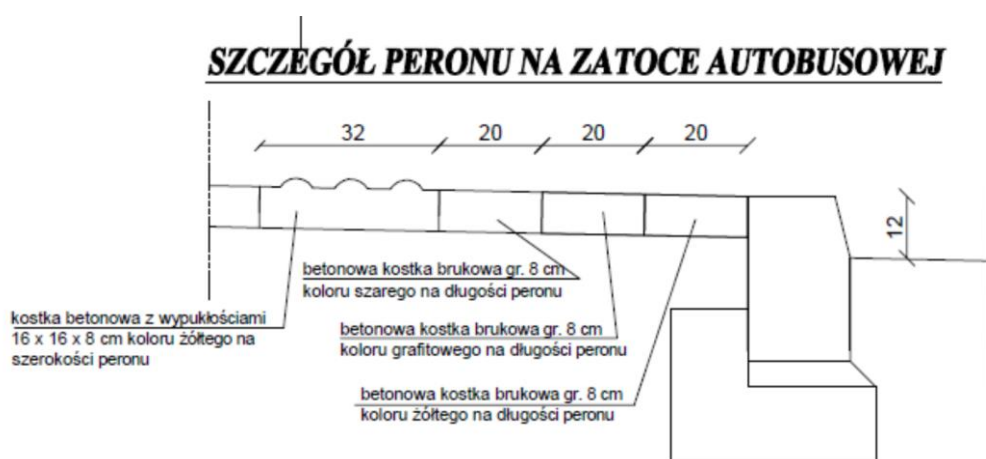 SZCZEGÓŁ PERONU NA ZATOCE AUTOBUSOWEJ
32
20
20
20
12
betonowa kostka brukowa gr. 8 cm
koloru szarego na długości peronu
kostka betonowa z wypukłościami
16 x 16 x 8 cm koloru żółtego na
szerokości peronu
betonowa kostka brukowa gr. 8 cm
koloru grafitowego na długości peronu
betonowa kostka brukowa gr. 8 cm
koloru żółtego na długości peronu